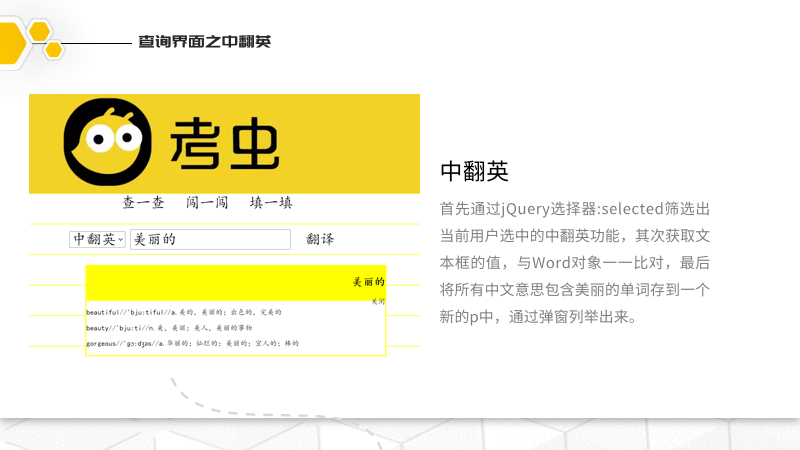 查询界面之中翻英
考虫
查一查 闯一闯 填一填
中翻英 美丽的 翻译
美丽的
关闭
beautiful//'bju:tiful//a.美的，美丽的；出色的，完美的
beauty//'bju:ti//n.美，美丽；美人，美丽的事物
gorgeous//'gɔ:dʒəs//a.华丽的；灿烂的；美丽的；宜人的；棒的
中翻英
首先通过jQuery选择器:selected筛选出
当前用户选中的中翻英功能，其次获取文
本框的值，与Word对象一一比对，最后
将所有中文意思包含美丽的单词存到一个
新的p中，通过弹窗列举出来。